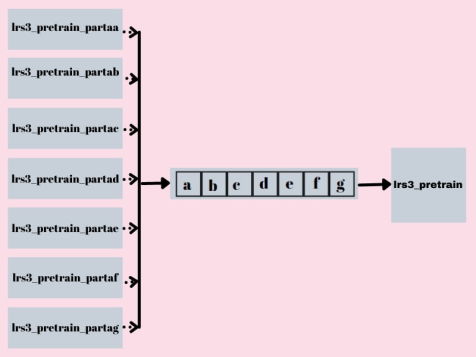 lrs3_pretrain_partaa
lrs3_pretrain_partab
lrs3_pretrain_partac
lrs3_pretrain_partad
lrs3_pretrain_partae
lrs3_pretrain_partaf
lrs3_pretrain_partag
a b c d e f g
lrs3_pretrain